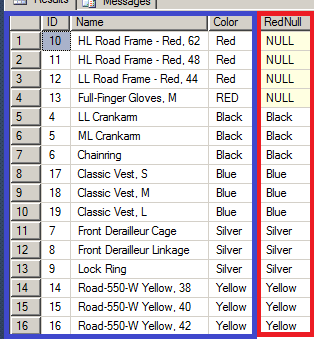 Results Messages
ID Name Color RedNull
1 10 HL Road Frame - Red, 62 Red NULL
2 11 HL Road Frame - Red, 48 Red NULL
3 12 LL Road Frame - Red, 44 Red NULL
4 13 Full-Finger Gloves, M RED NULL
5 4 LL Crankarm Black Black
6 5 ML Crankarm Black Black
7 6 Chainring Black Black
8 17 Classic Vest, S Blue Blue
9 18 Classic Vest, M Blue Blue
10 19 Classic Vest, L Blue Blue
11 7 Front Derailleur Cage Silver Silver
12 8 Front Derailleur Linkage Silver Silver
13 9 Lock Ring Silver Silver
14 14 Road-550-W Yellow, 38 Yellow Yellow
15 15 Road-550-W Yellow, 40 Yellow Yellow
16 16 Road-550-W Yellow, 42 Yellow Yellow